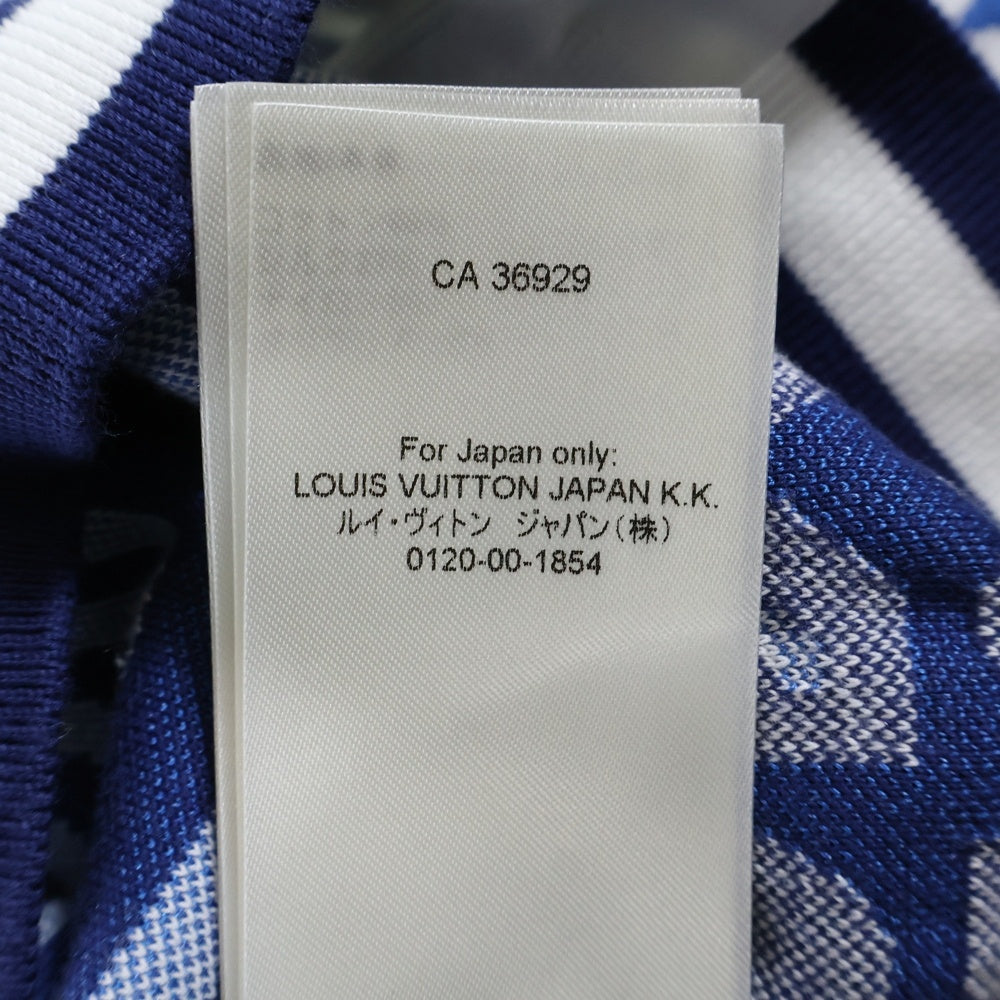 CA 36929
For Japan only:
LOUIS VUITTON JAPAN K.K.
ルイ・ヴィトン ジャパン(株)
0120-00-1854